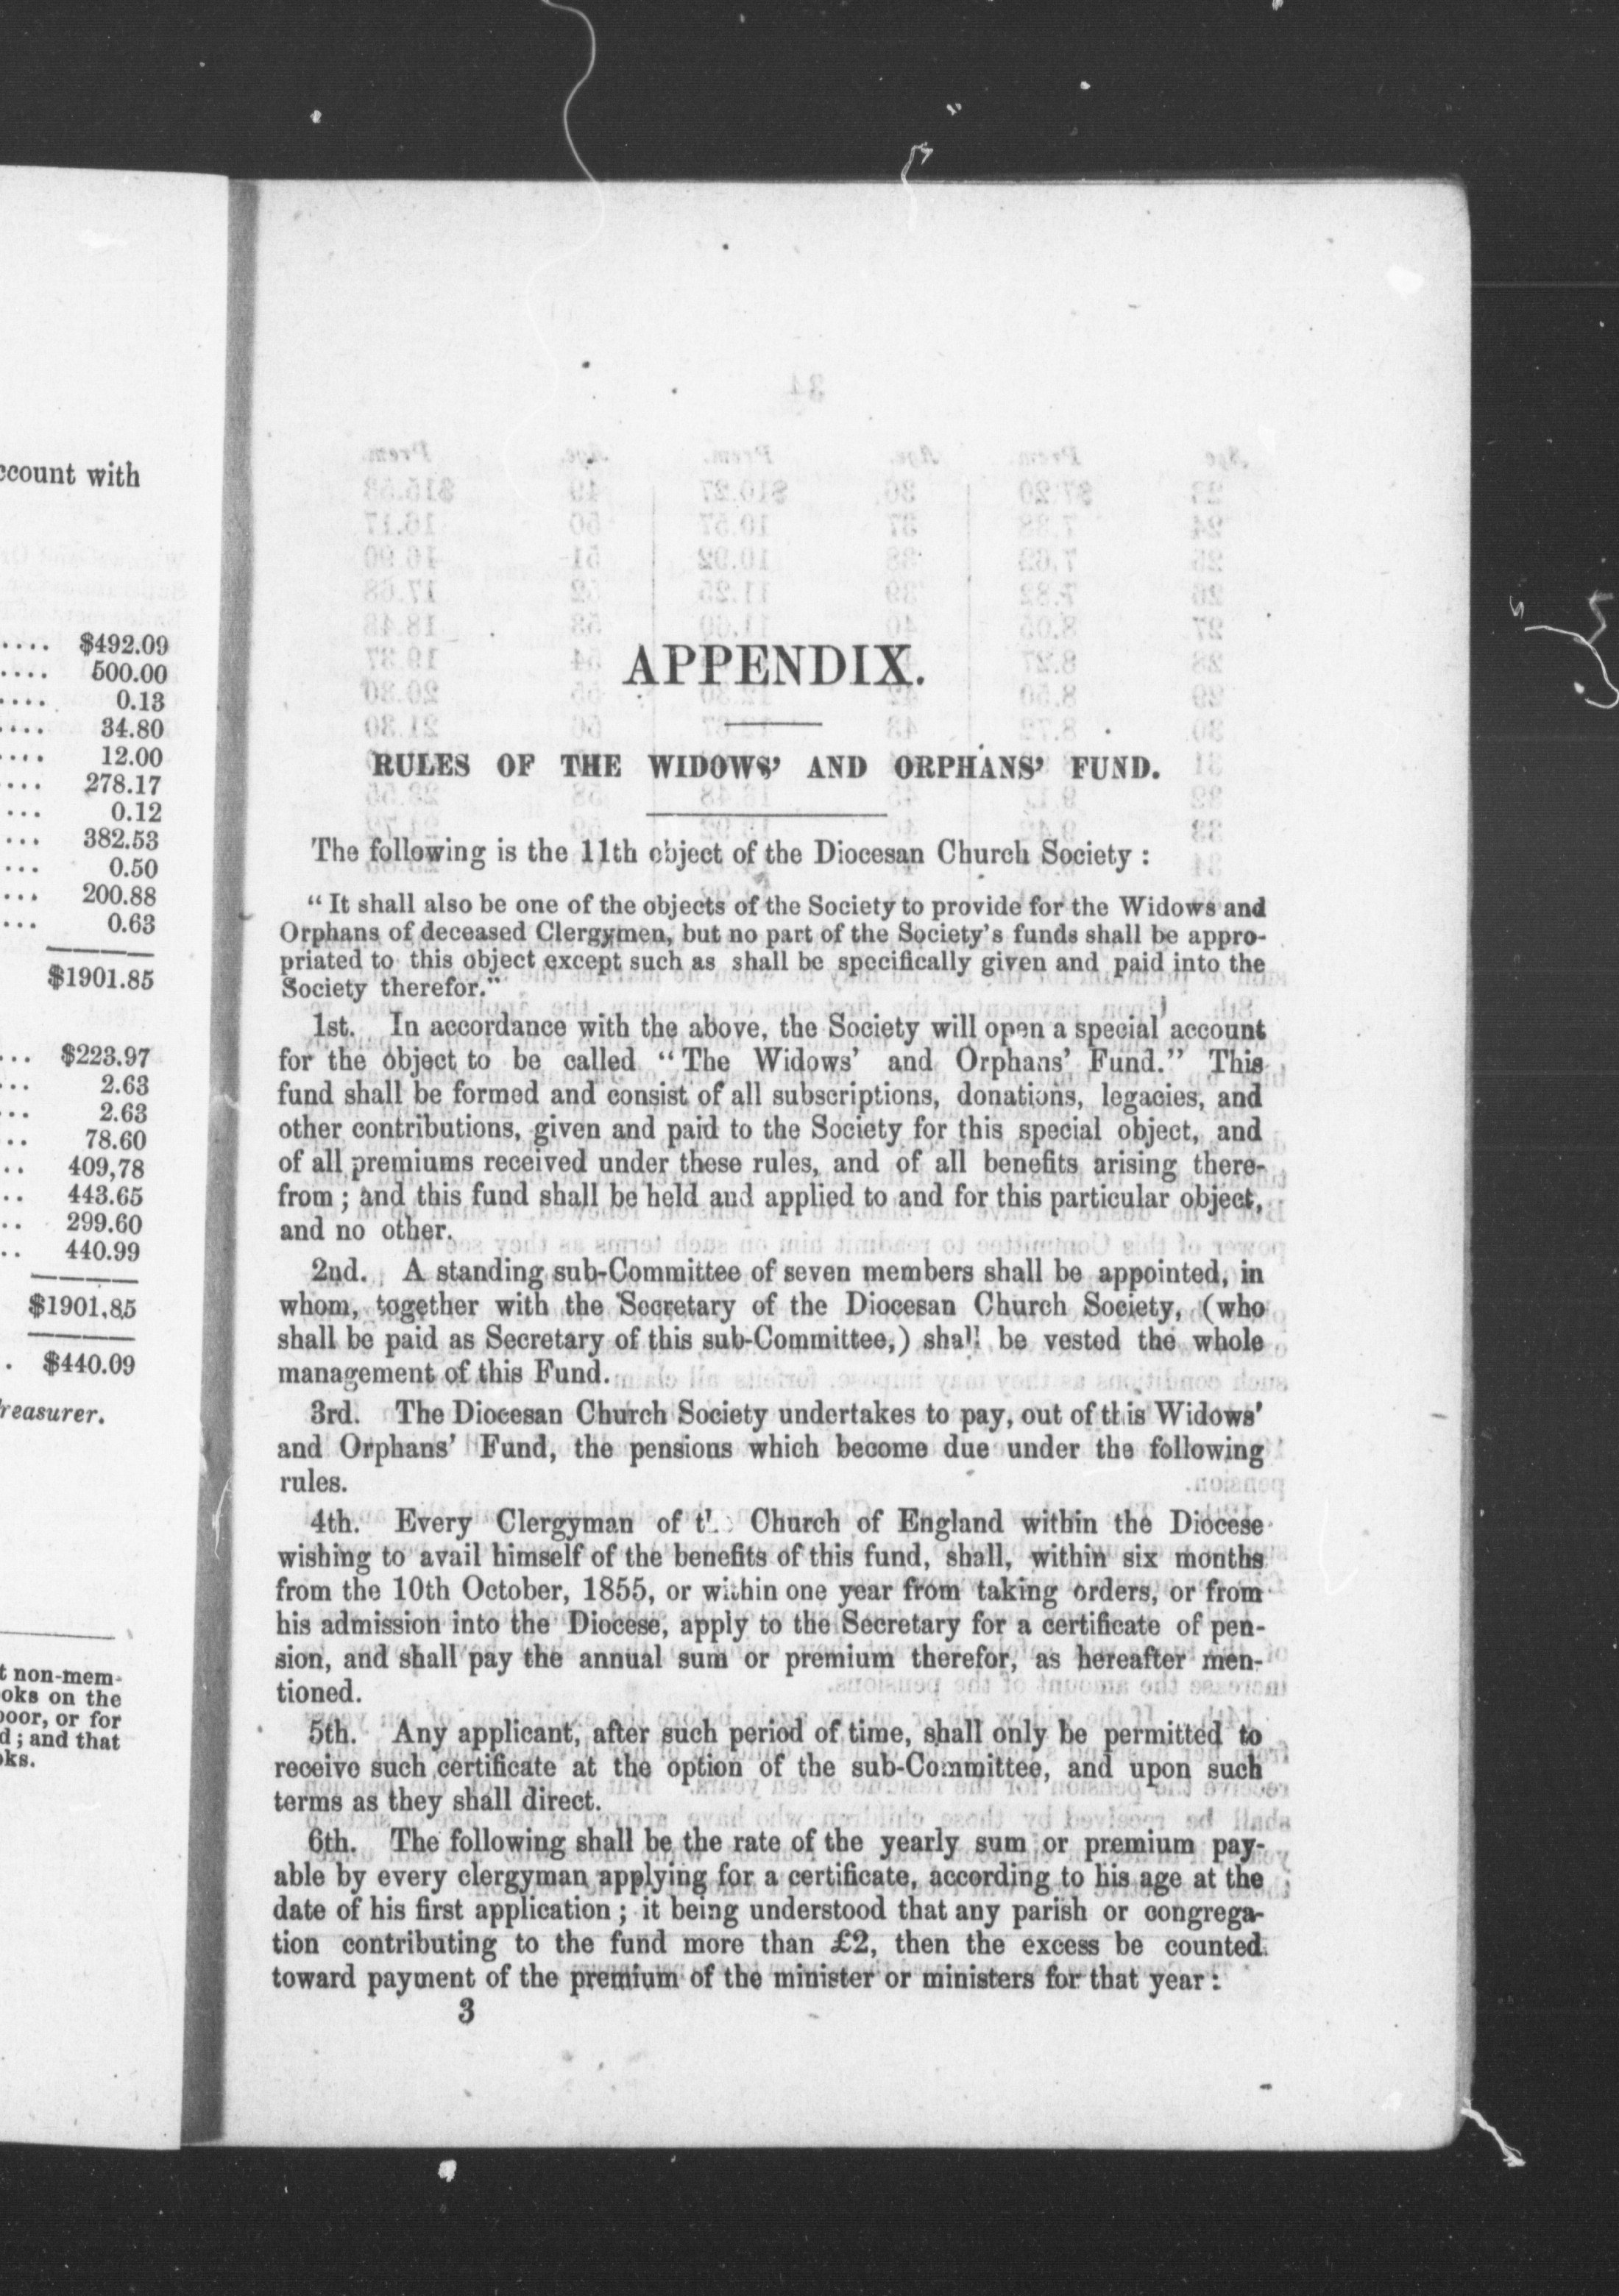 ccount with
.... $492.09
.... 500.00
.... 0.13
.... 34.80
.... 12.00
... 278.17
... 0.12
... 382.53
... 0.50
... 200.88
... 0.63
$1901.85
... $223.97
... 2.63
... 2.63
.. 78.60
.. 409,78
.. 443.65
.. 299.60
.. 440.99
$1901.85
. $440.09
reasurer.
t non-mem-
oks on the
poor, or for
d; and that
oks.
APPENDIX.
RULES OF THE WIDOWS' AND ORPHANS' FUND.
The following is the 11th object of the Diocesan Church Society :
"It shall also be one of the objects of the Society to provide for the Widows and
Orphans of deceased Clergymen, but no part of the Society's funds shall be appro-
priated to this object except such as shall be specifically given and paid into the
Society therefor."
1st. In accordance with the above, the Society will open a special account
for the object to be called "The Widows' and Orphans' Fund." This
fund shall be formed and consist of all subscriptions, donations, legacies, and
other contributions, given and paid to the Society for this special object, and
of all premiums received under these rules, and of all benefits arising there-
from ; and this fund shall be held and applied to and for this particular object,
and no other.
2nd. A standing sub-Committee of seven members shall be appointed, in
whom, together with the Secretary of the Diocesan Church Society, (who
shall be paid as Secretary of this sub-Committee,) shall be vested the whole
management of this Fund.
3rd. The Diocesan Church Society undertakes to pay, out of this Widows'
and Orphans' Fund, the pensions which become due under the following
rules.
4th. Every Clergyman of the Church of England within the Diocese
wishing to avail himself of the benefits of this fund, shall, within six months
from the 10th October, 1855, or within one year from taking orders, or from
his admission into the Diocese, apply to the Secretary for a certificate of pen-
sion, and shall pay the annual sum or premium therefor, as hereafter men-
tioned.
5th. Any applicant, after such period of time, shall only be permitted to
receive such certificate at the option of the sub-Committee, and upon such
terms as they shall direct.
6th. The following shall be the rate of the yearly sum or premium pay-
able by every clergyman applying for a certificate, according to his age at the
date of his first application ; it being understood that any parish or congrega-
tion contributing to the fund more than £2, then the excess be counted
toward payment of the premium of the minister or ministers for that year :
3